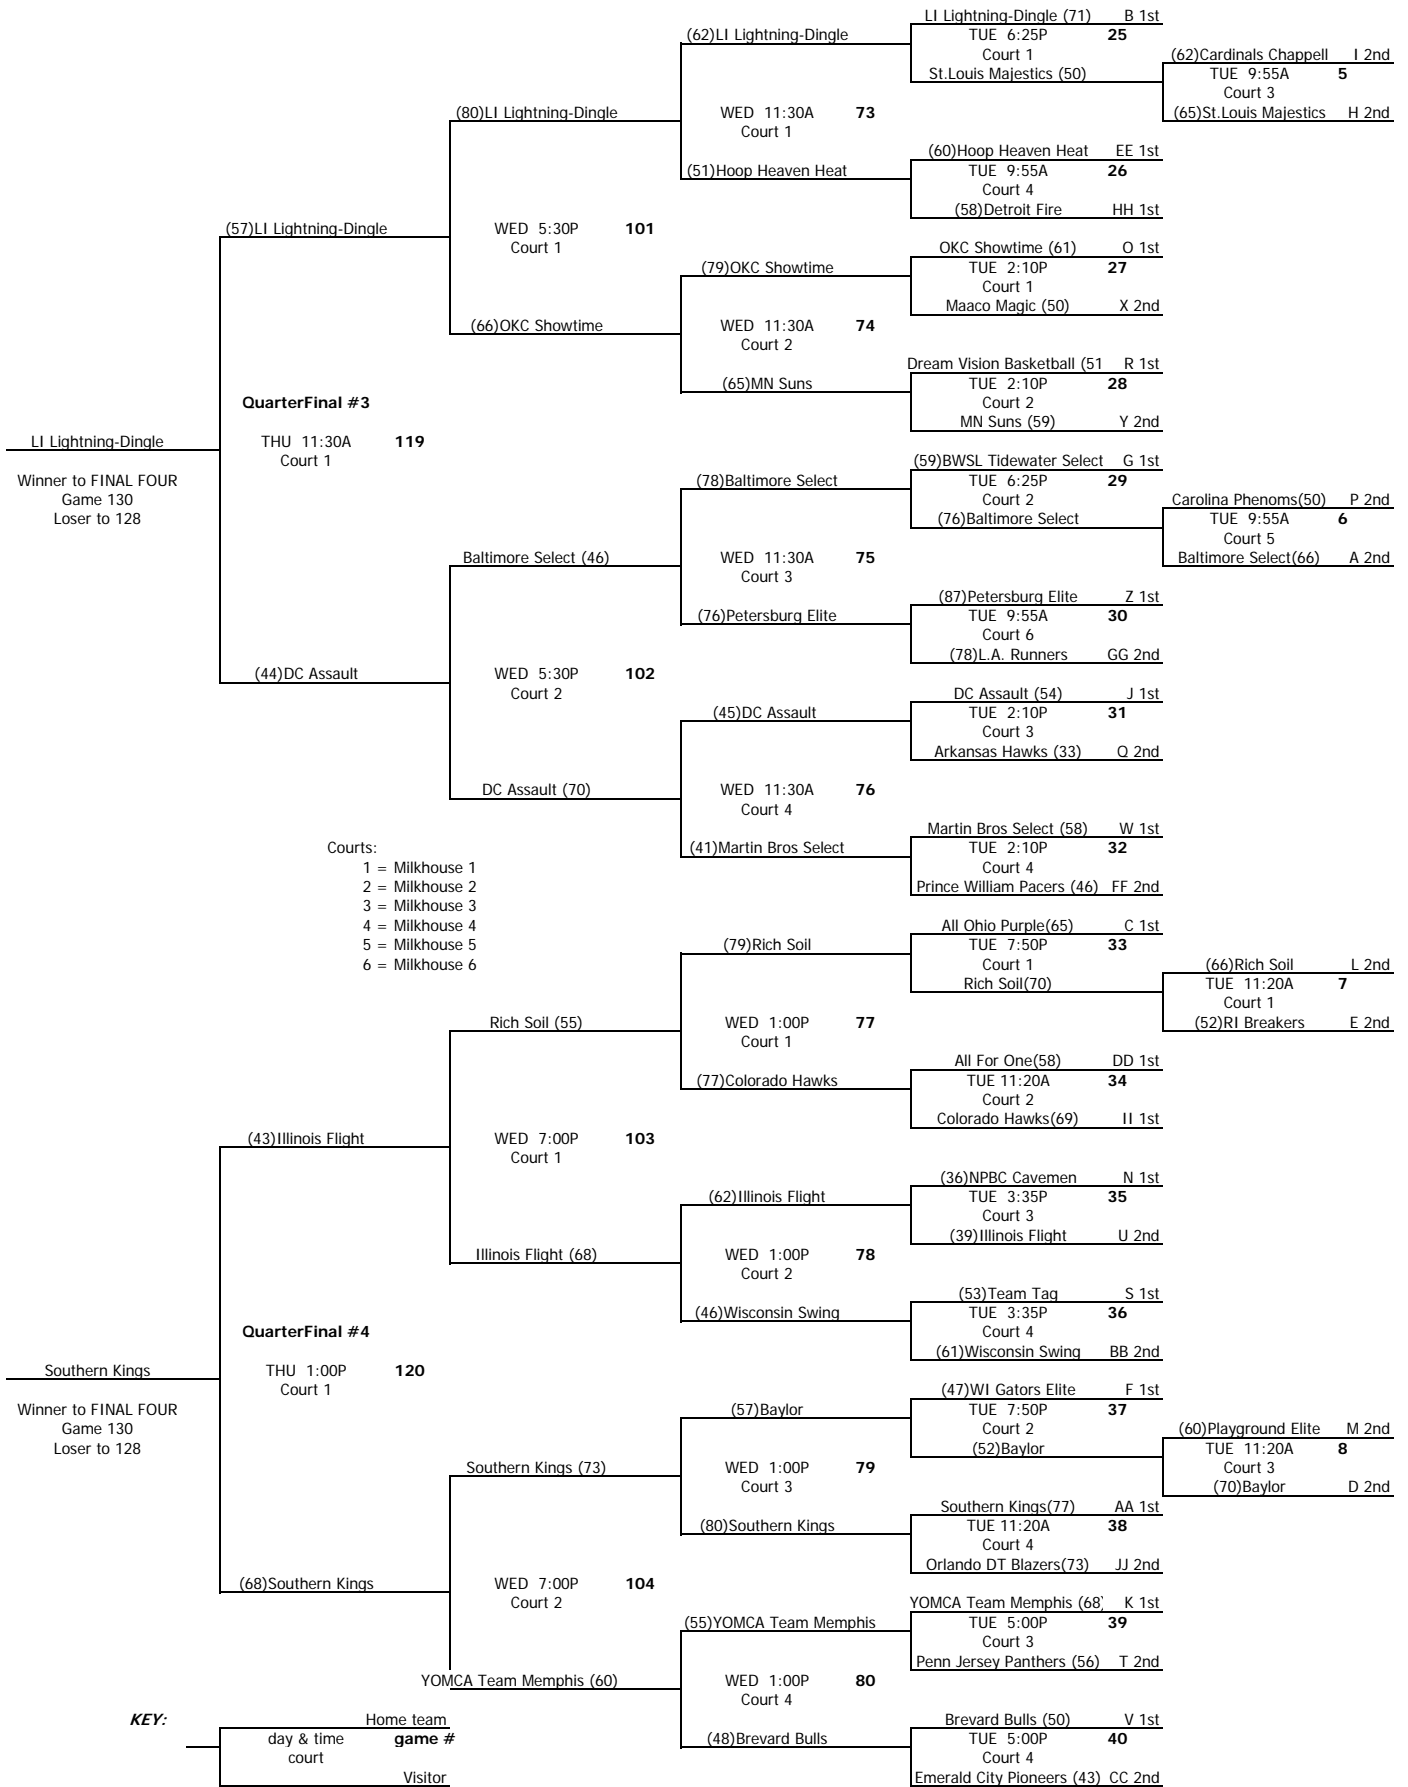 LI Lightning-Dingle (71) B 1st
(62)LI Lightning-Dingle TUE 6:25P 25
Court 1 (62)Cardinals Chappell I 2nd
St.Louis Majestics (50) TUE 9:55A 5
Court 3
(80)LI Lightning-Dingle WED 11:30A 73 (65)St.Louis Majestics H 2nd
Court 1
(60)Hoop Heaven Heat EE 1st
(51)Hoop Heaven Heat TUE 9:55A 26
Court 4
(58)Detroit Fire HH 1st
(57)LI Lightning-Dingle WED 5:30P 101
Court 1 OKC Showtime (61) O 1st
(79)OKC Showtime TUE 2:10P 27
Court 1
Maaco Magic (50) X 2nd
(66)OKC Showtime WED 11:30A 74
Court 2
Dream Vision Basketball (51 R 1st
(65)MN Suns TUE 2:10P 28
QuarterFinal #3 Court 2
MN Suns (59) Y 2nd
LI Lightning-Dingle THU 11:30A 119
Court 1 (59)BWSL Tidewater Select G 1st
Winner to FINAL FOUR (78)Baltimore Select TUE 6:25P 29
Game 130 Court 2 Carolina Phenoms(50) P 2nd
Loser to 128 (76)Baltimore Select TUE 9:55A 6
Court 5
Baltimore Select (46) WED 11:30A 75 Baltimore Select(66) A 2nd
Court 3
(87)Petersburg Elite Z 1st
(76)Petersburg Elite TUE 9:55A 30
Court 6
(78)L.A. Runners GG 2nd
(44)DC Assault WED 5:30P 102
Court 2 DC Assault (54) J 1st
(45)DC Assault TUE 2:10P 31
Court 3
Arkansas Hawks (33) Q 2nd
DC Assault (70) WED 11:30A 76
Court 4
Martin Bros Select (58) W 1st
Courts: (41)Martin Bros Select TUE 2:10P 32
1 = Milkhouse 1 Court 4
2 = Milkhouse 2 Prince William Pacers (46) FF 2nd
3 = Milkhouse 3
4 = Milkhouse 4 All Ohio Purple(65) C 1st
5 = Milkhouse 5 (79)Rich Soil TUE 7:50P 33
6 = Milkhouse 6 Court 1 (66)Rich Soil L 2nd
Rich Soil(70) TUE 11:20A 7
Court 1
Rich Soil (55) WED 1:00P 77 (52)RI Breakers E 2nd
Court 1
All For One(58) DD 1st
(77)Colorado Hawks TUE 11:20A 34
Court 2
Colorado Hawks(69) II 1st
(43)Illinois Flight WED 7:00P 103
Court 1
(36)NPBC Cavemen N 1st
(62)Illinois Flight TUE 3:35P 35
Court 3
(39)Illinois Flight U 2nd
Illinois Flight (68) WED 1:00P 78
Court 2
(53)Team Tag S 1st
(46)Wisconsin Swing TUE 3:35P 36
QuarterFinal #4 Court 4
(61)Wisconsin Swing BB 2nd
Southern Kings THU 1:00P 120
Court 1 (47)WI Gators Elite F 1st
Winner to FINAL FOUR (57)Baylor TUE 7:50P 37
Game 130 Court 2 (60)Playground Elite M 2nd
Loser to 128 (52)Baylor TUE 11:20A 8
Southern Kings (73) WED 1:00P 79 Court 3
Court 3 (70)Baylor D 2nd
Southern Kings(77) AA 1st
(80)Southern Kings TUE 11:20A 38
Court 4
Orlando DT Blazers(73) JJ 2nd
(68)Southern Kings WED 7:00P 104
Court 2 YOMCA Team Memphis (68) K 1st
(55)YOMCA Team Memphis TUE 5:00P 39
Court 3
Penn Jersey Panthers (56) T 2nd
YOMCA Team Memphis (60) WED 1:00P 80
Court 4
KEY: Home team Brevard Bulls (50) V 1st
day & time game # (48)Brevard Bulls TUE 5:00P 40
court Court 4
Visitor Emerald City Pioneers (43) CC 2nd